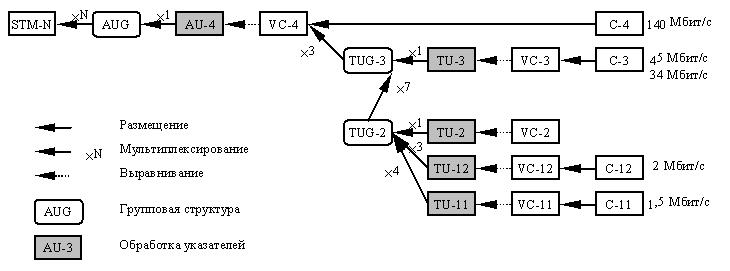 STM-N ×N AUG ×1 AU-4 VC-4 C-4 140 Мбит/с
×3 TUG-3 ×1 TU-3 VC-3 C-3 45 Мбит/с
34 Мбит/с
×7
TUG-2 ×1 TU-2 VC-2
×3 TU-12 VC-12 C-12 2 Мбит/с
×4 TU-11 VC-11 C-11 1,5 Мбит/с
Размещение
×N Мультиплексирование
Выравнивание
AUG Групповая структура
AU-3 Обработка указателей